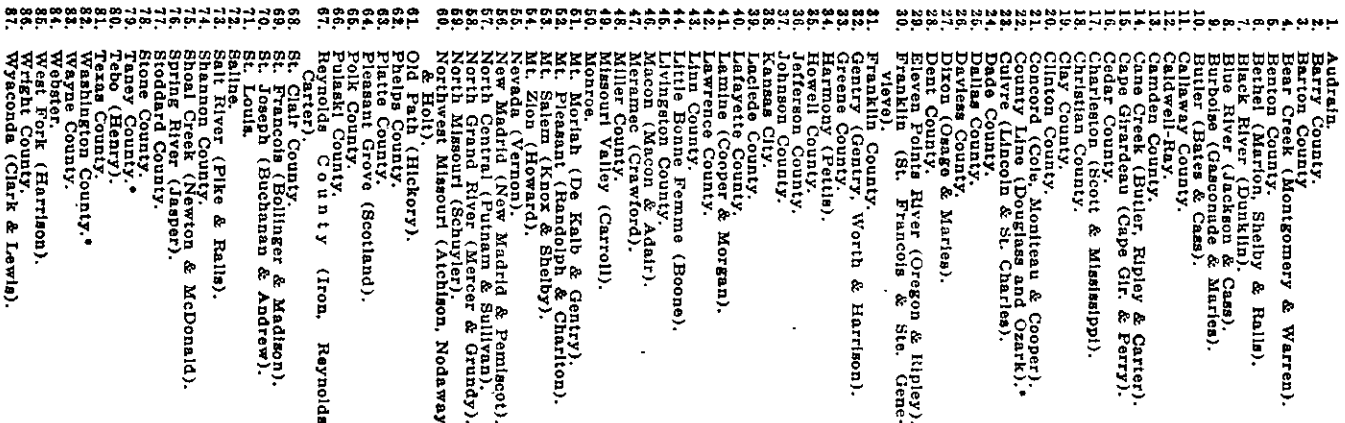 1. Audrain.
2. Barry County.
3. Barton County
4. Bear Creek (Montgomery & Warren).
5. Benton County.
6. Bethel (Marion, Shelby & Ralls).
7. Black River (Dunklin).
8. Blue River (Jackson & Cass).
9. Burboise (Gasconade & Maries).
10. Butler (Bates & Cass).
11. Callaway County.
12. Caldwell-Ray.
13. Camden County.
14. Cane Creek (Butler, Ripley & Carter).
15. Cape Girardeau (Cape Gir. & Perry).
16. Cedar County.
17. Charleston (Scott & Mississippi).
18. Christian County.
19. Clay County.
20. Clinton County.
21. Concord (Cole, Moniteau & Cooper).
22. County Line (Douglass and Ozark).*
23. Cuivre (Lincoln & St. Charles).
24. Dade County.
25. Dallas County.
26. Daviess County.
27. Dixon (Osage & Maries).
28. Dent County.
29. Eleven Points River (Oregon & Ripley).
30. Franklin (St. Francois & Ste. Gene-
vieve).
31. Franklin County.
32. Gentry (Gentry, Worth & Harrison).
33. Greene County.
34. Harmony (Pettis).
35. Howell County.
36. Jefferson County.
37. Johnson County.
38. Kansas City.
39. Laclede County.
40. Lafayette County.
41. Lamine (Cooper & Morgan).
42. Lawrence County.
43. Linn County.
44. Little Bonne Femme (Boone).
45. Livingston County.
46. Macon (Macon & Adair).
47. Meramec (Crawford).
48. Miller County.
49. Missouri Valley (Carroll).
50. Monroe.
51. Mt. Moriah (De Kalb & Gentry).
52. Mt. Pleasant (Randolph & Chariton).
53. Mt. Salem (Knox & Shelby).
54. Mt. Zion (Howard).
55. Nevada (Vernon).
56. New Madrid (New Madrid & Pemiscot).
57. North Central (Putnam & Sullivan).
58. North Grand River (Mercer & Grundy).
59. North Missouri (Schuyler).
60. Northwest Missouri (Atchison, Nodaway
& Holt).
61. Old Path (Hickory).
62. Phelps County.
63. Platte County.
64. Pleasant Grove (Scotland).
65. Polk County.
66. Pulaski County.
67. Reynolds County (Iron, Reynolds
Carter).
68. St. Clair County.
69. St. Francois (Bollinger & Madison).
70. St. Joseph (Buchanan & Andrew).
71. St. Louis.
72. Saline.
73. Salt River (Pike & Ralls).
74. Shannon County.
75. Shoal Creek (Newton & McDonald).
76. Spring River (Jasper).
77. Stoddard County.
78. Stone County.
79. Taney County.*
80. Tebo (Henry).
81. Texas County.
82. Washington County.*
83. Wayne County.
84. Webster.
85. West Fork (Harrison).
86. Wright County.
87. Wyaconda (Clark & Lewis).